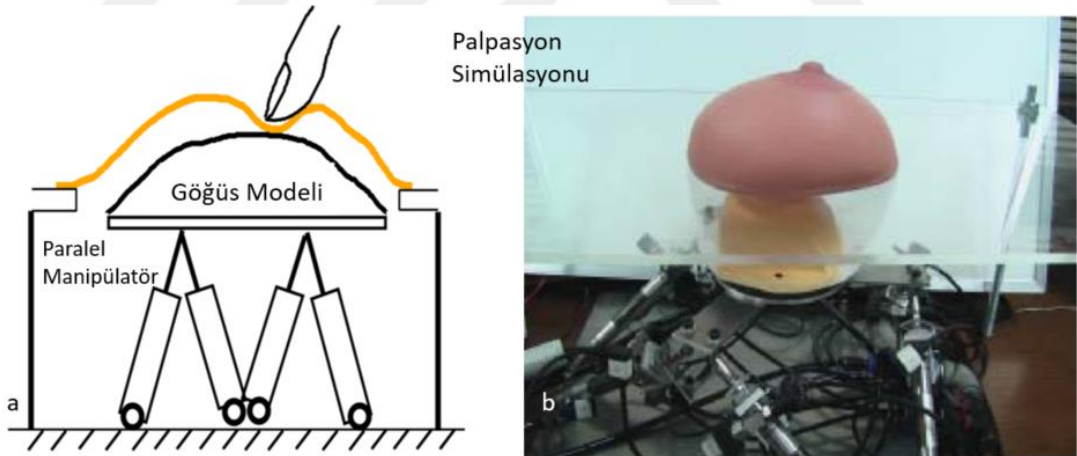 Palpasyon
Simülasyonu
Göğüs Modeli
Paralel
Manipülatör
a
b